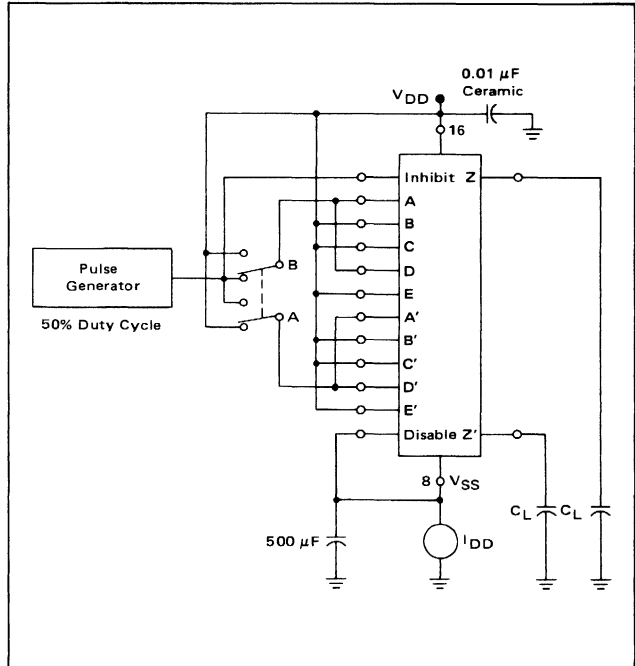 0.01 µF
Ceramic
VDD
16
Inhibit Z
A
B
C
D
E
A'
B'
C'
D'
E'
Disable Z'
Pulse
Generator
50% Duty Cycle
B
A
8 VSS
500 µF
IDD
CL CL